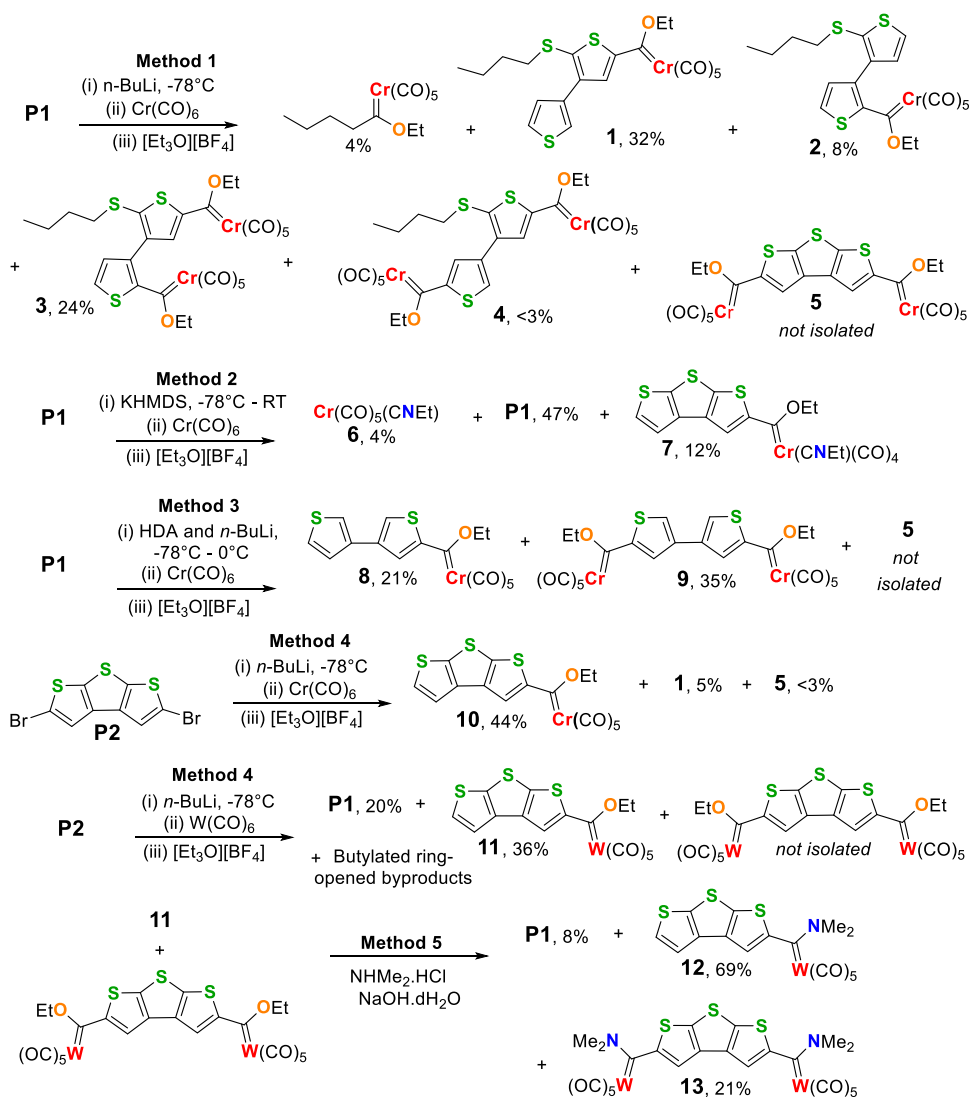 Method 1
(i) n-BuLi, -78°C
(ii) Cr(CO)6
(iii) [Et3O][BF4]
P1
Cr(CO)5
OEt
4%
+
S
S
OEt
Cr(CO)5
S
1, 32%
+
S
S
Cr(CO)5
S
OEt
2, 8%
+
S
S
OEt
Cr(CO)5
Cr(CO)5
S
OEt
3, 24%
+
S
S
OEt
Cr(CO)5
(OC)5Cr
EtO
S
S
4, <3%
+
S
S
S
EtO
OEt
(OC)5Cr
Cr(CO)5
5
not isolated
Method 2
(i) KHMDS, -78°C - RT
(ii) Cr(CO)6
(iii) [Et3O][BF4]
P1
Cr(CO)5(CNEt)
6, 4%
+
P1, 47%
+
S
S
S
OEt
Cr(CNEt)(CO)4
7, 12%
Method 3
(i) HDA and n-BuLi,
-78°C - 0°C
(ii) Cr(CO)6
(iii) [Et3O][BF4]
P1
S
S
OEt
Cr(CO)5
8, 21%
+
EtO
S
S
OEt
(OC)5Cr
Cr(CO)5
9, 35%
+
5
not
isolated
S
S
S
Br
Br
P2
Method 4
(i) n-BuLi, -78°C
(ii) Cr(CO)6
(iii) [Et3O][BF4]
S
S
S
OEt
Cr(CO)5
10, 44%
+
1, 5%
+
5, <3%
Method 4
(i) n-BuLi, -78°C
(ii) W(CO)6
(iii) [Et3O][BF4]
P2
P1, 20%
+
+ Butylated ring-
opened byproducts
S
S
S
OEt
W(CO)5
11, 36%
+
S
S
S
EtO
OEt
(OC)5W
W(CO)5
not isolated
11
+
S
S
S
EtO
OEt
(OC)5W
W(CO)5
Method 5
NHMe2.HCl
NaOH.dH2O
P1, 8%
+
S
S
S
NMe2
W(CO)5
12, 69%
+
S
S
S
Me2N
NMe2
(OC)5W
W(CO)5
13, 21%